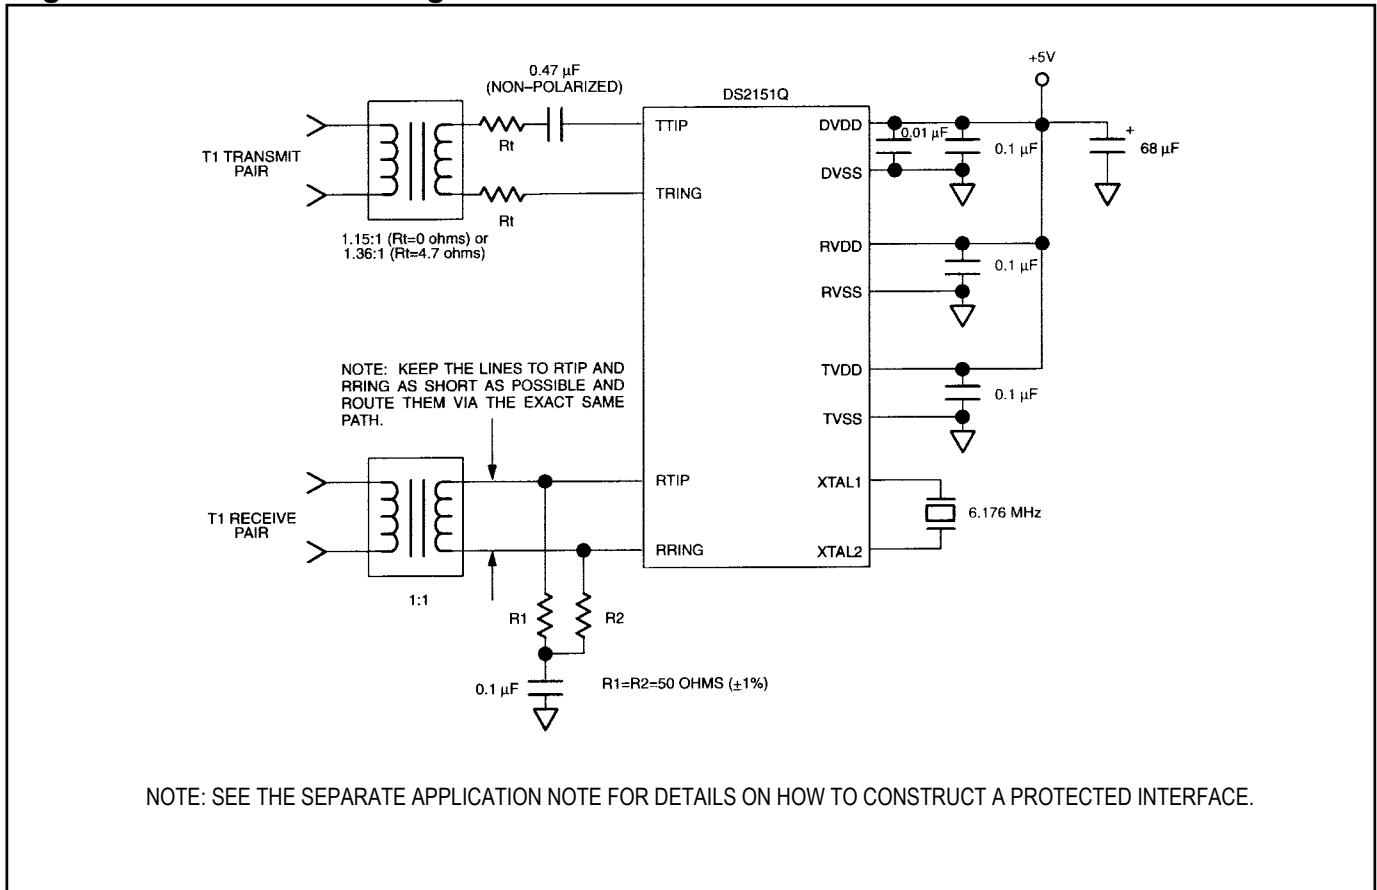 +5V
0.47 µF
(NON–POLARIZED)
DS2151Q
TTIP
DVDD
0.01 µF
0.1 µF
68 µF
+
Rt
T1 TRANSMIT
PAIR
DVSS
TRING
Rt
1.15:1 (Rt=0 ohms) or
1.36:1 (Rt=4.7 ohms)
RVDD
0.1 µF
RVSS
NOTE: KEEP THE LINES TO RTIP AND
RRING AS SHORT AS POSSIBLE AND
ROUTE THEM VIA THE EXACT SAME
PATH.
TVDD
0.1 µF
TVSS
RTIP
XTAL1
T1 RECEIVE
PAIR
6.176 MHz
RRING
XTAL2
1:1
R1
R2
0.1 µF
R1=R2=50 OHMS (±1%)
NOTE: SEE THE SEPARATE APPLICATION NOTE FOR DETAILS ON HOW TO CONSTRUCT A PROTECTED INTERFACE.